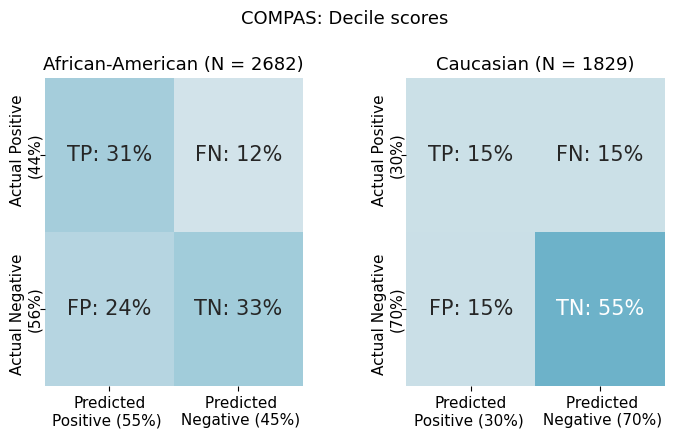 COMPAS: Decile scores
African-American (N = 2682)
Actual Positive
(44%)
TP: 31%
FN: 12%
Actual Negative
(56%)
FP: 24%
TN: 33%
Predicted
Positive (55%)
Predicted
Negative (45%)
Caucasian (N = 1829)
Actual Positive
(30%)
TP: 15%
FN: 15%
Actual Negative
(70%)
FP: 15%
TN: 55%
Predicted
Positive (30%)
Predicted
Negative (70%)